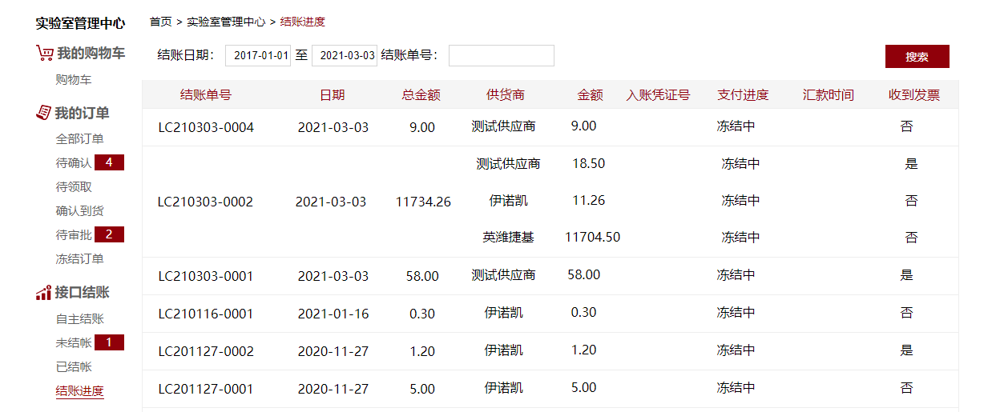 实验室管理中心
我的购物车
购物车
我的订单
全部订单
待确认 4
待领取
确认到货
待审批 2
冻结订单
接口结账
自主结账
未结帐 1
已结帐
结账进度
首页 > 实验室管理中心 > 结账进度
结账日期： 2017-01-01 至 2021-03-03 结账单号： 搜索
结账单号 日期 总金额 供货商 金额 入账凭证号 支付进度 汇款时间 收到发票
LC210303-0004 2021-03-03 9.00 测试供应商 9.00 冻结中 否
测试供应商 18.50 冻结中 是
LC210303-0002 2021-03-03 11734.26 伊诺凯 11.26 冻结中 否
英潍捷基 11704.50 冻结中 否
LC210303-0001 2021-03-03 58.00 测试供应商 58.00 冻结中 是
LC210116-0001 2021-01-16 0.30 伊诺凯 0.30 冻结中 否
LC201127-0002 2020-11-27 1.20 伊诺凯 1.20 冻结中 是
LC201127-0001 2020-11-27 5.00 伊诺凯 5.00 冻结中 否